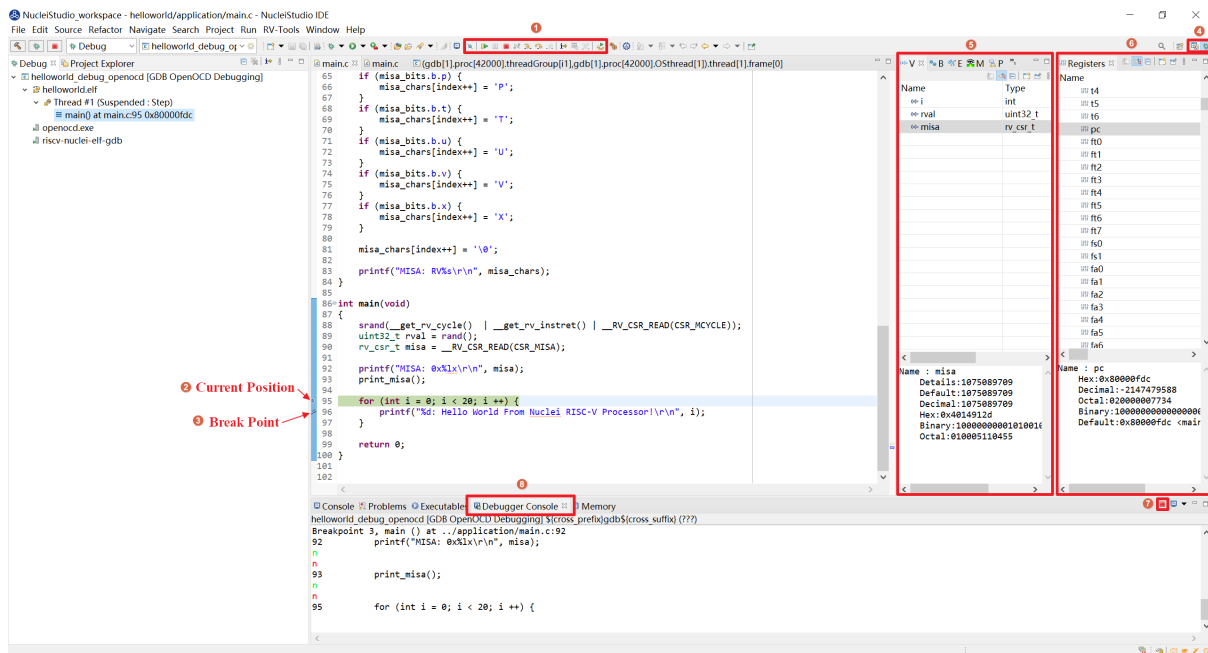 NucleiStudio_workspace - helloworld/application/main.c - NucleiStudio IDE
File Edit Source Refactor Navigate Search Project Run RV-Tools Window Help
1
Debug
helloworld_debug_op
4
Debug
Project Explorer
helloworld_debug_openocd [GDB OpenOCD Debugging]
helloworld.elf
Thread #1 (Suspended : Step)
main() at main.c:95 0x80000fdc
openocd.exe
riscv-nuclei-elf-gdb
main.c
main.c
(gdb[1].proc[42000].threadGroup[i1],gdb[1].proc[42000].OSthread[1]).thread[1].frame[0]
65 if (misa_bits.b.p) {
66 misa_chars[index++] = 'P';
67 }
68 if (misa_bits.b.t) {
69 misa_chars[index++] = 'T';
70 }
71 if (misa_bits.b.u) {
72 misa_chars[index++] = 'U';
73 }
74 if (misa_bits.b.v) {
75 misa_chars[index++] = 'V';
76 }
77 if (misa_bits.b.x) {
78 misa_chars[index++] = 'X';
79 }
80
81 misa_chars[index++] = '\0';
82
83 printf("MISA: RV%s\r\n", misa_chars);
84 }
85
86 int main(void)
87 {
88 srand(__get_rv_cycle() | __get_rv_instret() | __RV_CSR_READ(CSR_MCYCLE));
89 uint32_t rval = rand();
90 rv_csr_t misa = __RV_CSR_READ(CSR_MISA);
91
92 printf("MISA: 0x%lx\r\n", misa);
93 print_misa();
94
95 for (int i = 0; i < 20; i ++) {
96 printf("%d: Hello World From Nuclei RISC-V Processor!\r\n", i);
97 }
98
99 return 0;
100 }
101
102
2 Current Position
3 Break Point
5
V B E M P
Name Type
i int
rval uint32_t
misa rv_csr_t
Name : misa
Details:1075089709
Default:1075089709
Decimal:1075089709
Hex:0x4014912d
Binary:10000000001010010
Octal:010005110455
6
Registers
Name
t4
t5
t6
pc
ft0
ft1
ft2
ft3
ft4
ft5
ft6
ft7
fs0
fs1
fa0
fa1
fa2
fa3
fa4
fa5
fa6
Name : pc
Hex:0x80000fdc
Decimal:-2147479588
Octal:020000007734
Binary:1000000000000000
Default:0x80000fdc <main
8
Console
Problems
Executables
Debugger Console
Memory
7
helloworld_debug_openocd [GDB OpenOCD Debugging] ${cross_prefix}gdb${cross_suffix} (???)
Breakpoint 3, main () at ../application/main.c:92
92 printf("MISA: 0x%lx\r\n", misa);
n
n
93 print_misa();
n
n
95 for (int i = 0; i < 20; i ++) {